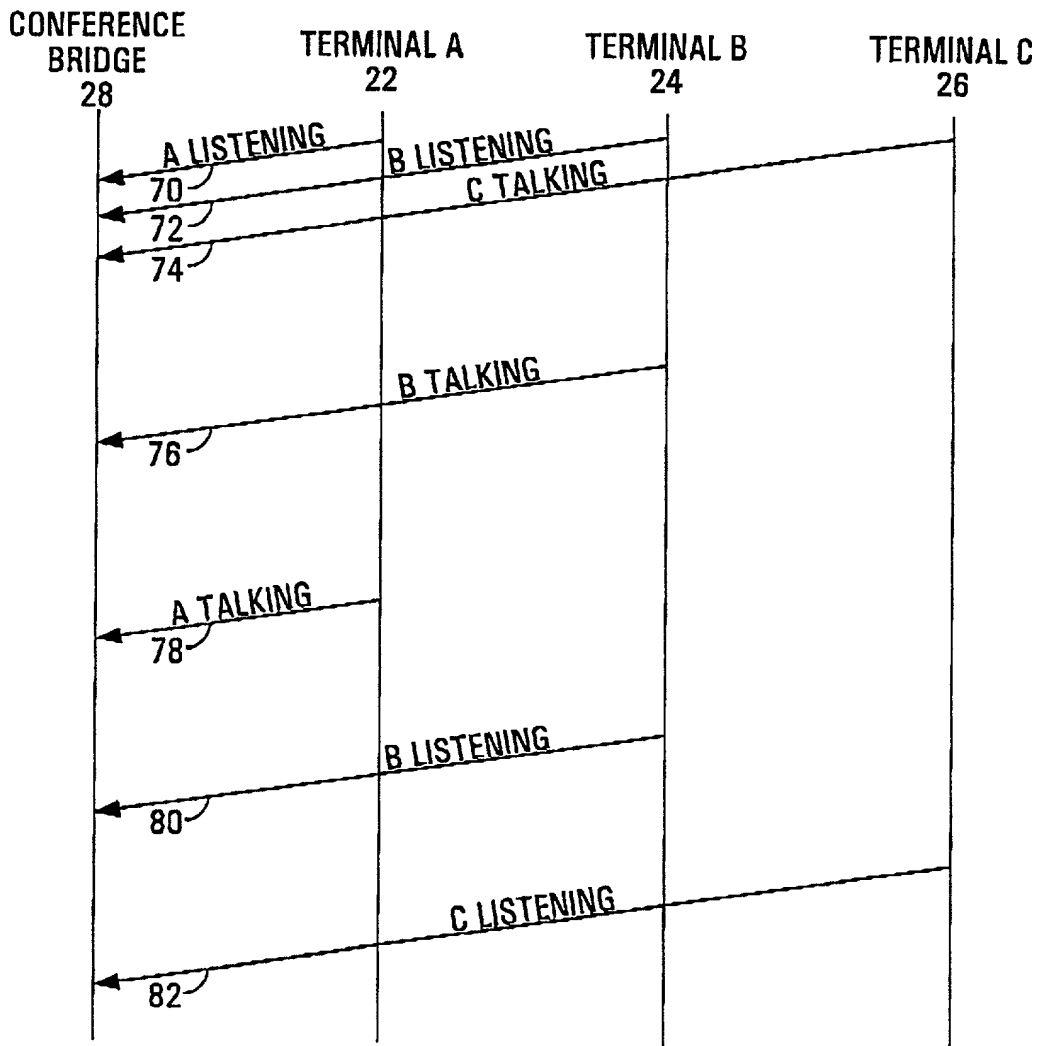 CONFERENCE
BRIDGE
28
TERMINAL A
22
TERMINAL B
24
TERMINAL C
26
A LISTENING
70
B LISTENING
72
C TALKING
74
B TALKING
76
A TALKING
78
B LISTENING
80
C LISTENING
82